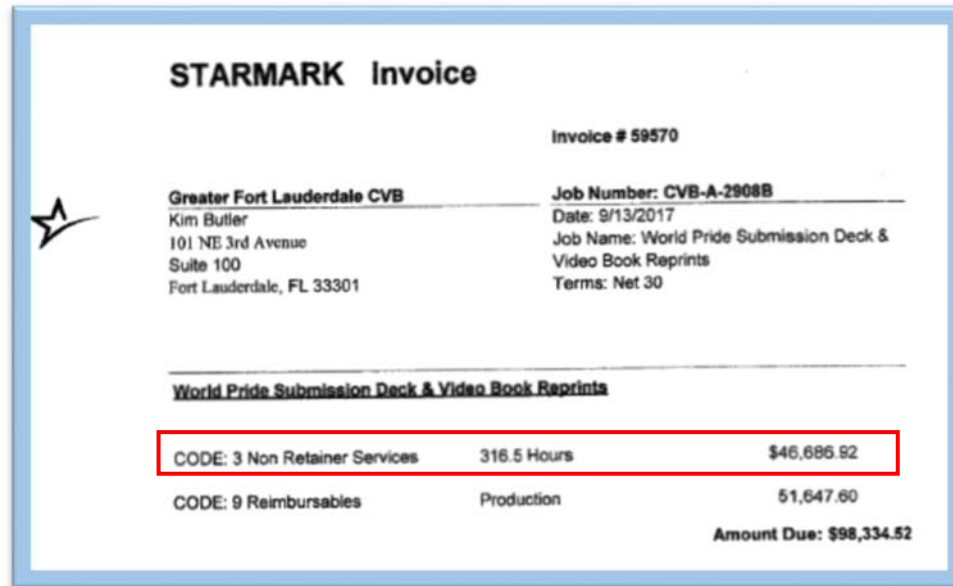 STARMARK Invoice
Invoice # 59570
Greater Fort Lauderdale CVB
Kim Butler
101 NE 3rd Avenue
Suite 100
Fort Lauderdale, FL 33301
Job Number: CVB-A-2908B
Date: 9/13/2017
Job Name: World Pride Submission Deck &
Video Book Reprints
Terms: Net 30
World Pride Submission Deck & Video Book Reprints
CODE: 3 Non Retainer Services 316.5 Hours $46,686.92
CODE: 9 Reimbursables Production 51,647.60
Amount Due: $98,334.52